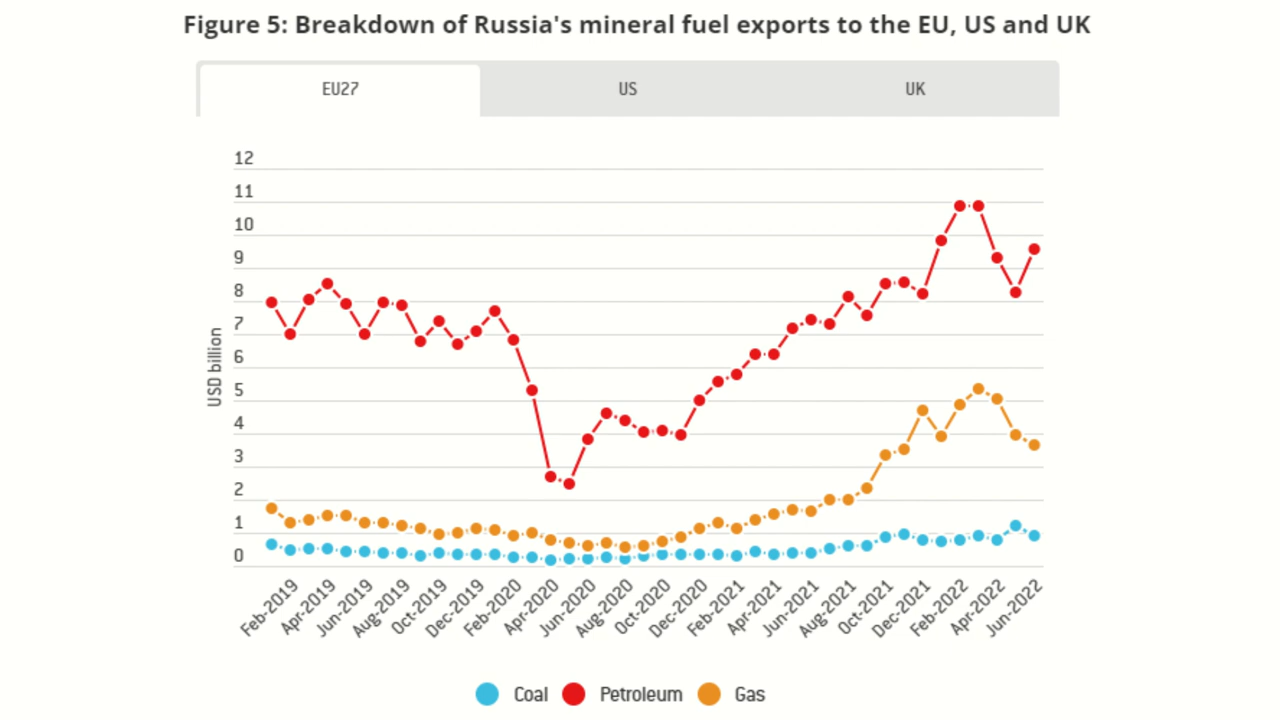 Figure 5: Breakdown of Russia's mineral fuel exports to the EU, US and UK
EU27 US UK
12
11
10
9
8
7
6
5
4
3
2
1
0
USD billion
Feb-2019 Apr-2019 Jun-2019 Aug-2019 Oct-2019 Dec-2019 Feb-2020 Apr-2020 Jun-2020 Aug-2020 Oct-2020 Dec-2020 Feb-2021 Apr-2021 Jun-2021 Aug-2021 Oct-2021 Dec-2021 Feb-2022 Apr-2022 Jun-2022
Coal Petroleum Gas